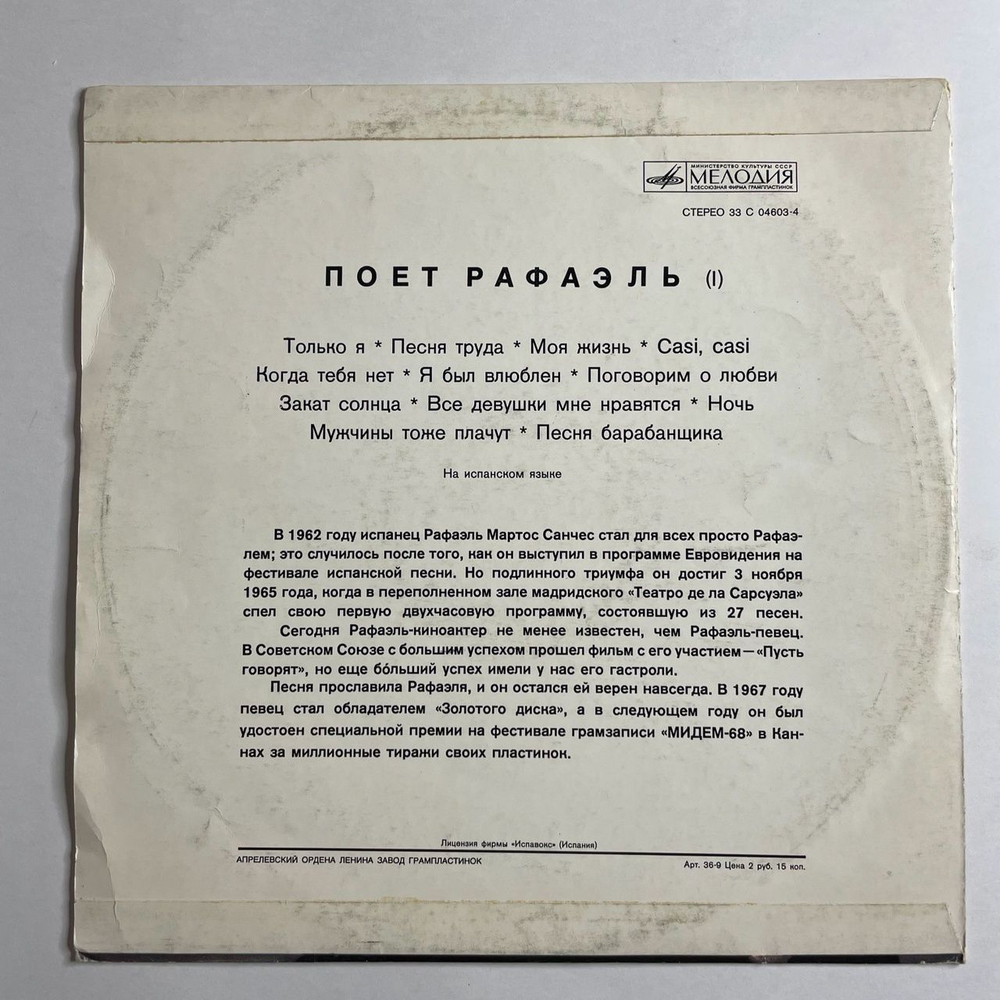 МИНИСТЕРСТВО КУЛЬТУРЫ СССР
МЕЛОДИЯ
ВСЕСОЮЗНАЯ ФИРМА ГРАМПЛАСТИНОК
СТЕРЕО 33 С 04603-4
ПОЕТ РАФАЭЛЬ (I)
Только я * Песня труда * Моя жизнь * Casi, casi
Когда тебя нет * Я был влюблен * Поговорим о любви
Закат солнца * Все девушки мне нравятся * Ночь
Мужчины тоже плачут * Песня барабанщика
На испанском языке
В 1962 году испанец Рафаэль Мартос Санчес стал для всех просто Рафаэ-
лем; это случилось после того, как он выступил в программе Евровидения на
фестивале испанской песни. Но подлинного триумфа он достиг 3 ноября
1965 года, когда в переполненном зале мадридского «Театро де ла Сарсуэла»
спел свою первую двухчасовую программу, состоявшую из 27 песен.
Сегодня Рафаэль-киноактер не менее известен, чем Рафаэль-певец.
В Советском Союзе с большим успехом прошел фильм с его участием—«Пусть
говорят», но еще бо́льший успех имели у нас его гастроли.
Песня прославила Рафаэля, и он остался ей верен навсегда. В 1967 году
певец стал обладателем «Золотого диска», а в следующем году он был
удостоен специальной премии на фестивале грамзаписи «МИДЕМ-68» в Кан-
нах за миллионные тиражи своих пластинок.
Лицензия фирмы «Испавокс» (Испания)
АПРЕЛЕВСКИЙ ОРДЕНА ЛЕНИНА ЗАВОД ГРАМПЛАСТИНОК
Арт. 36-9 Цена 2 руб. 15 коп.